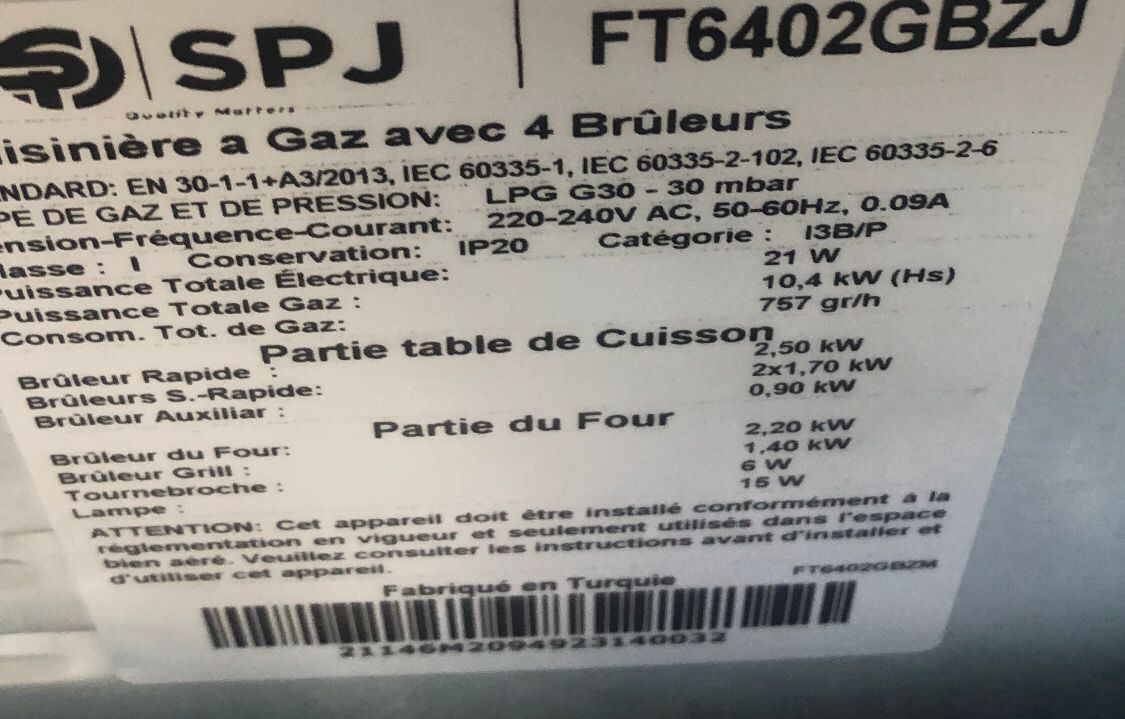 SPJ
FT6402GBZJ
Quality Matters
isinière a Gaz avec 4 Brûleurs
NDARD: EN 30-1-1+A3/2013, IEC 60335-1, IEC 60335-2-102, IEC 60335-2-6
PE DE GAZ ET DE PRESSION: LPG G30 - 30 mbar
ension-Fréquence-Courant: 220-240V AC, 50-60Hz, 0.09A
lasse : I Conservation: IP20 Catégorie : I3B/P
Puissance Totale Électrique: 21 W
Puissance Totale Gaz : 10,4 kW (Hs)
Consom. Tot. de Gaz: 757 gr/h
Partie table de Cuisson
Brûleur Rapide : 2,50 kW
Brûleurs S.-Rapide: 2x1,70 kW
Brûleur Auxiliar : 0,90 kW
Partie du Four
Brûleur du Four: 2,20 kW
Brûleur Grill : 1.40 kW
Tournebroche : 6 W
Lampe : 15 W
ATTENTION: Cet appareil doit être installé conformément à la
réglementation en vigueur et seulement utilisés dans l'espace
bien aéré. Veuillez consulter les instructions avant d'installer et
d'utiliser cet appareil.
FT6402GBZM
Fabriqué en Turquie
21146M2094923140032